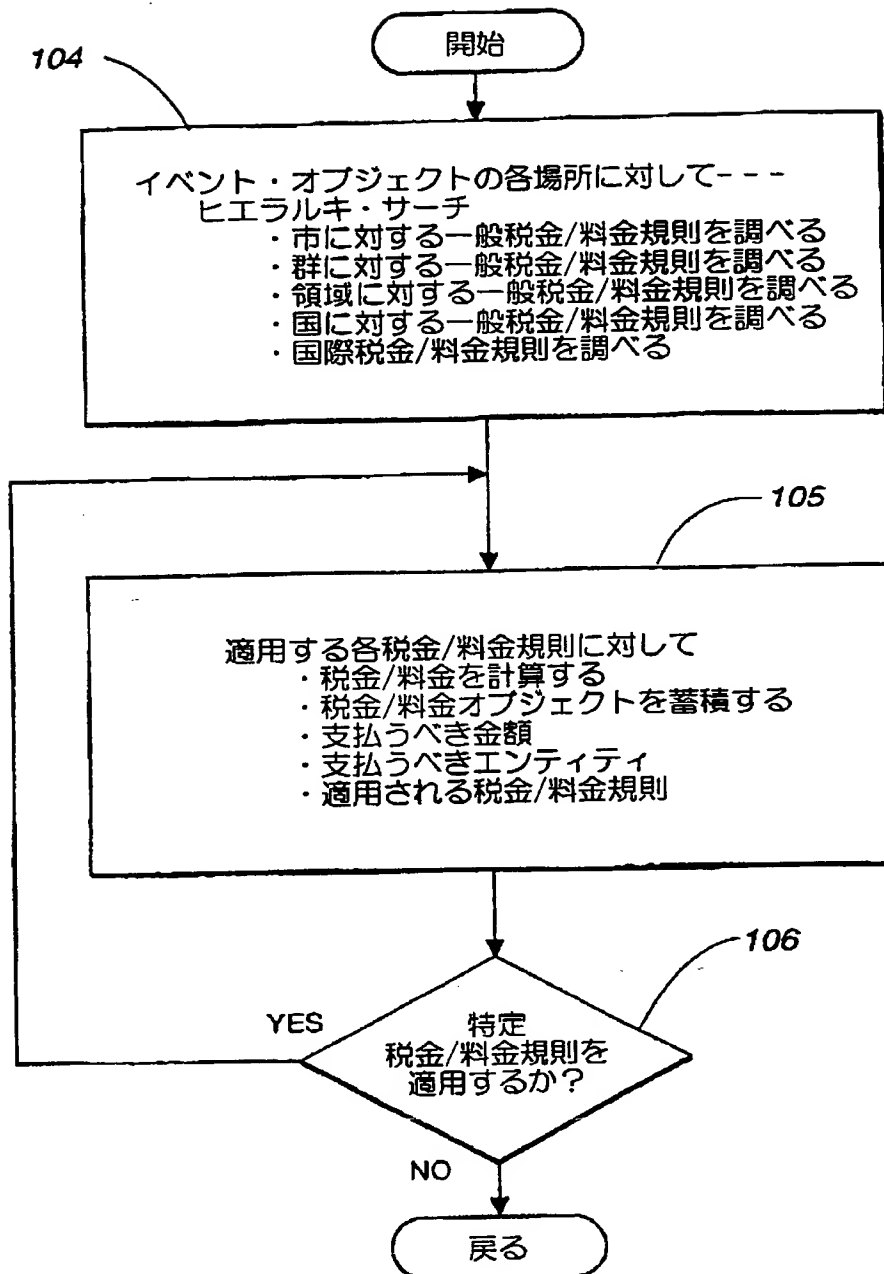 開始
104
イベント・オブジェクトの各場所に対して---
ヒエラルキ・サーチ
・市に対する一般税金/料金規則を調べる
・群に対する一般税金/料金規則を調べる
・領域に対する一般税金/料金規則を調べる
・国に対する一般税金/料金規則を調べる
・国際税金/料金規則を調べる
105
適用する各税金/料金規則に対して
・税金/料金を計算する
・税金/料金オブジェクトを蓄積する
・支払うべき金額
・支払うべきエンティティ
・適用される税金/料金規則
106
YES
特定
税金/料金規則を
適用するか？
NO
戻る